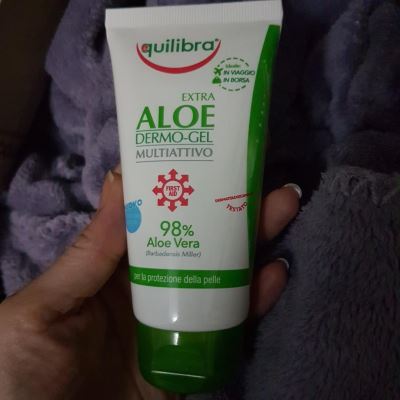 equilibra®
Ideale:
IN VIAGGIO
IN BORSA
EXTRA
ALOE
DERMO-GEL
MULTIATTIVO
FIRST
AID
DERMATOLOGICAMENTE
TESTATO
98%
Aloe Vera
(Barbadensis Miller)
per la protezione della pelle